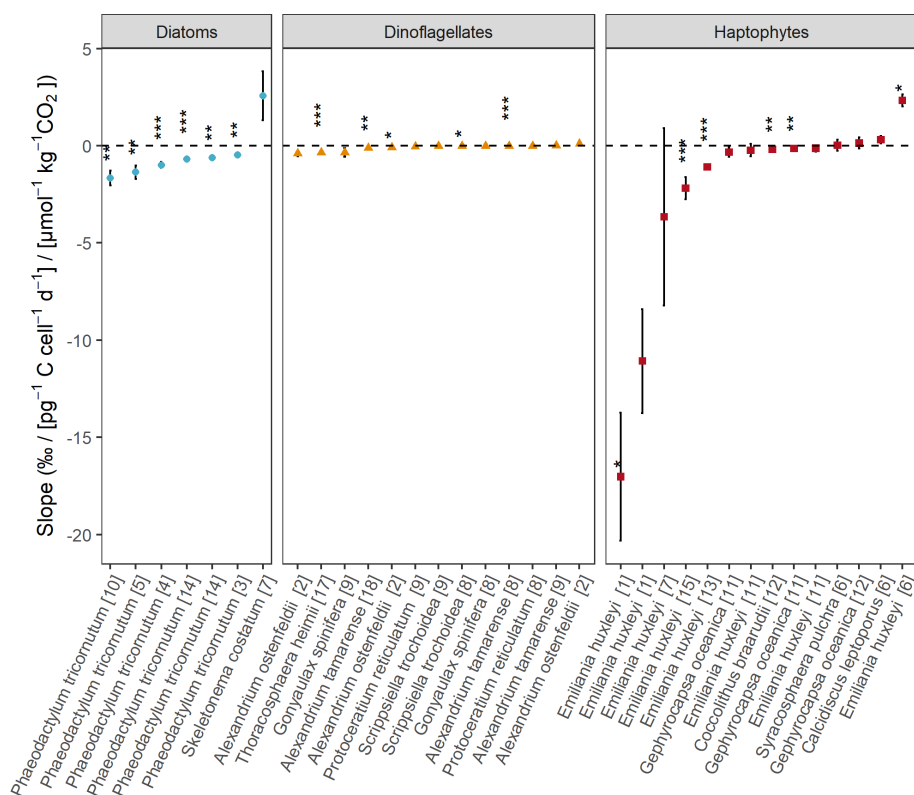 Diatoms
Dinoflagellates
Haptophytes
Slope (‰ / [pg⁻¹ C cell⁻¹ d⁻¹] / [μmol⁻¹ kg⁻¹CO₂ ])
5
0
-5
-10
-15
-20
**
**
***
***
**
**
***
**
*
*
***
*
***
***
**
**
*
Phaeodactylum tricornutum [10]
Phaeodactylum tricornutum [5]
Phaeodactylum tricornutum [4]
Phaeodactylum tricornutum [14]
Phaeodactylum tricornutum [14]
Phaeodactylum tricornutum [3]
Skeletonema costatum [7]
Alexandrium ostenfeldii [2]
Thoracosphaera heimii [17]
Gonyaulax spinifera [9]
Alexandrium tamarense [18]
Alexandrium ostenfeldii [2]
Protoceratium reticulatum [9]
Scrippsiella trochoidea [9]
Scrippsiella trochoidea [8]
Gonyaulax spinifera [8]
Alexandrium tamarense [8]
Protoceratium reticulatum [8]
Alexandrium tamarense [9]
Alexandrium ostenfeldii [2]
Emiliania huxleyi [1]
Emiliania huxleyi [1]
Emiliania huxleyi [7]
Emiliania huxleyi [15]
Emiliania huxleyi [13]
Gephyrocapsa oceanica [11]
Emiliania huxleyi [11]
Coccolithus braarudii [12]
Gephyrocapsa oceanica [11]
Emiliania huxleyi [11]
Syracosphaera pulchra [6]
Gephyrocapsa oceanica [12]
Calcidiscus leptoporus [6]
Emiliania huxleyi [6]